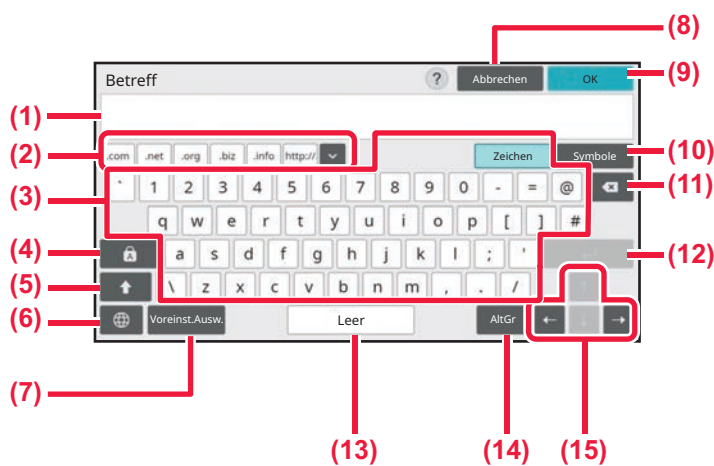 (8)
Betreff ? Abbrechen OK (9)
(1)
(2) .com .net .org .biz .info http:// Zeichen Symbole (10)
(3) ` 1 2 3 4 5 6 7 8 9 0 - = @ (11)
q w e r t y u i o p [ ] #
(4) A a s d f g h j k l ; ' (12)
(5) \ z x c v b n m , . /
(6) Voreinst.Ausw. Leer AltGr
(7) (13) (14) (15)